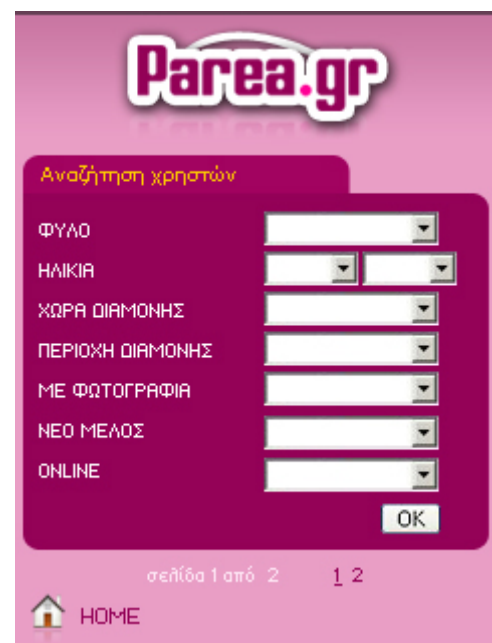 Parea.gr
Αναζήτηση χρηστών
ΦΥΛΟ
ΗΛΙΚΙΑ
ΧΩΡΑ ΔΙΑΜΟΝΗΣ
ΠΕΡΙΟΧΗ ΔΙΑΜΟΝΗΣ
ΜΕ ΦΩΤΟΓΡΑΦΙΑ
ΝΕΟ ΜΕΛΟΣ
ONLINE
OK
σελίδα 1 από 2 1 2
HOME